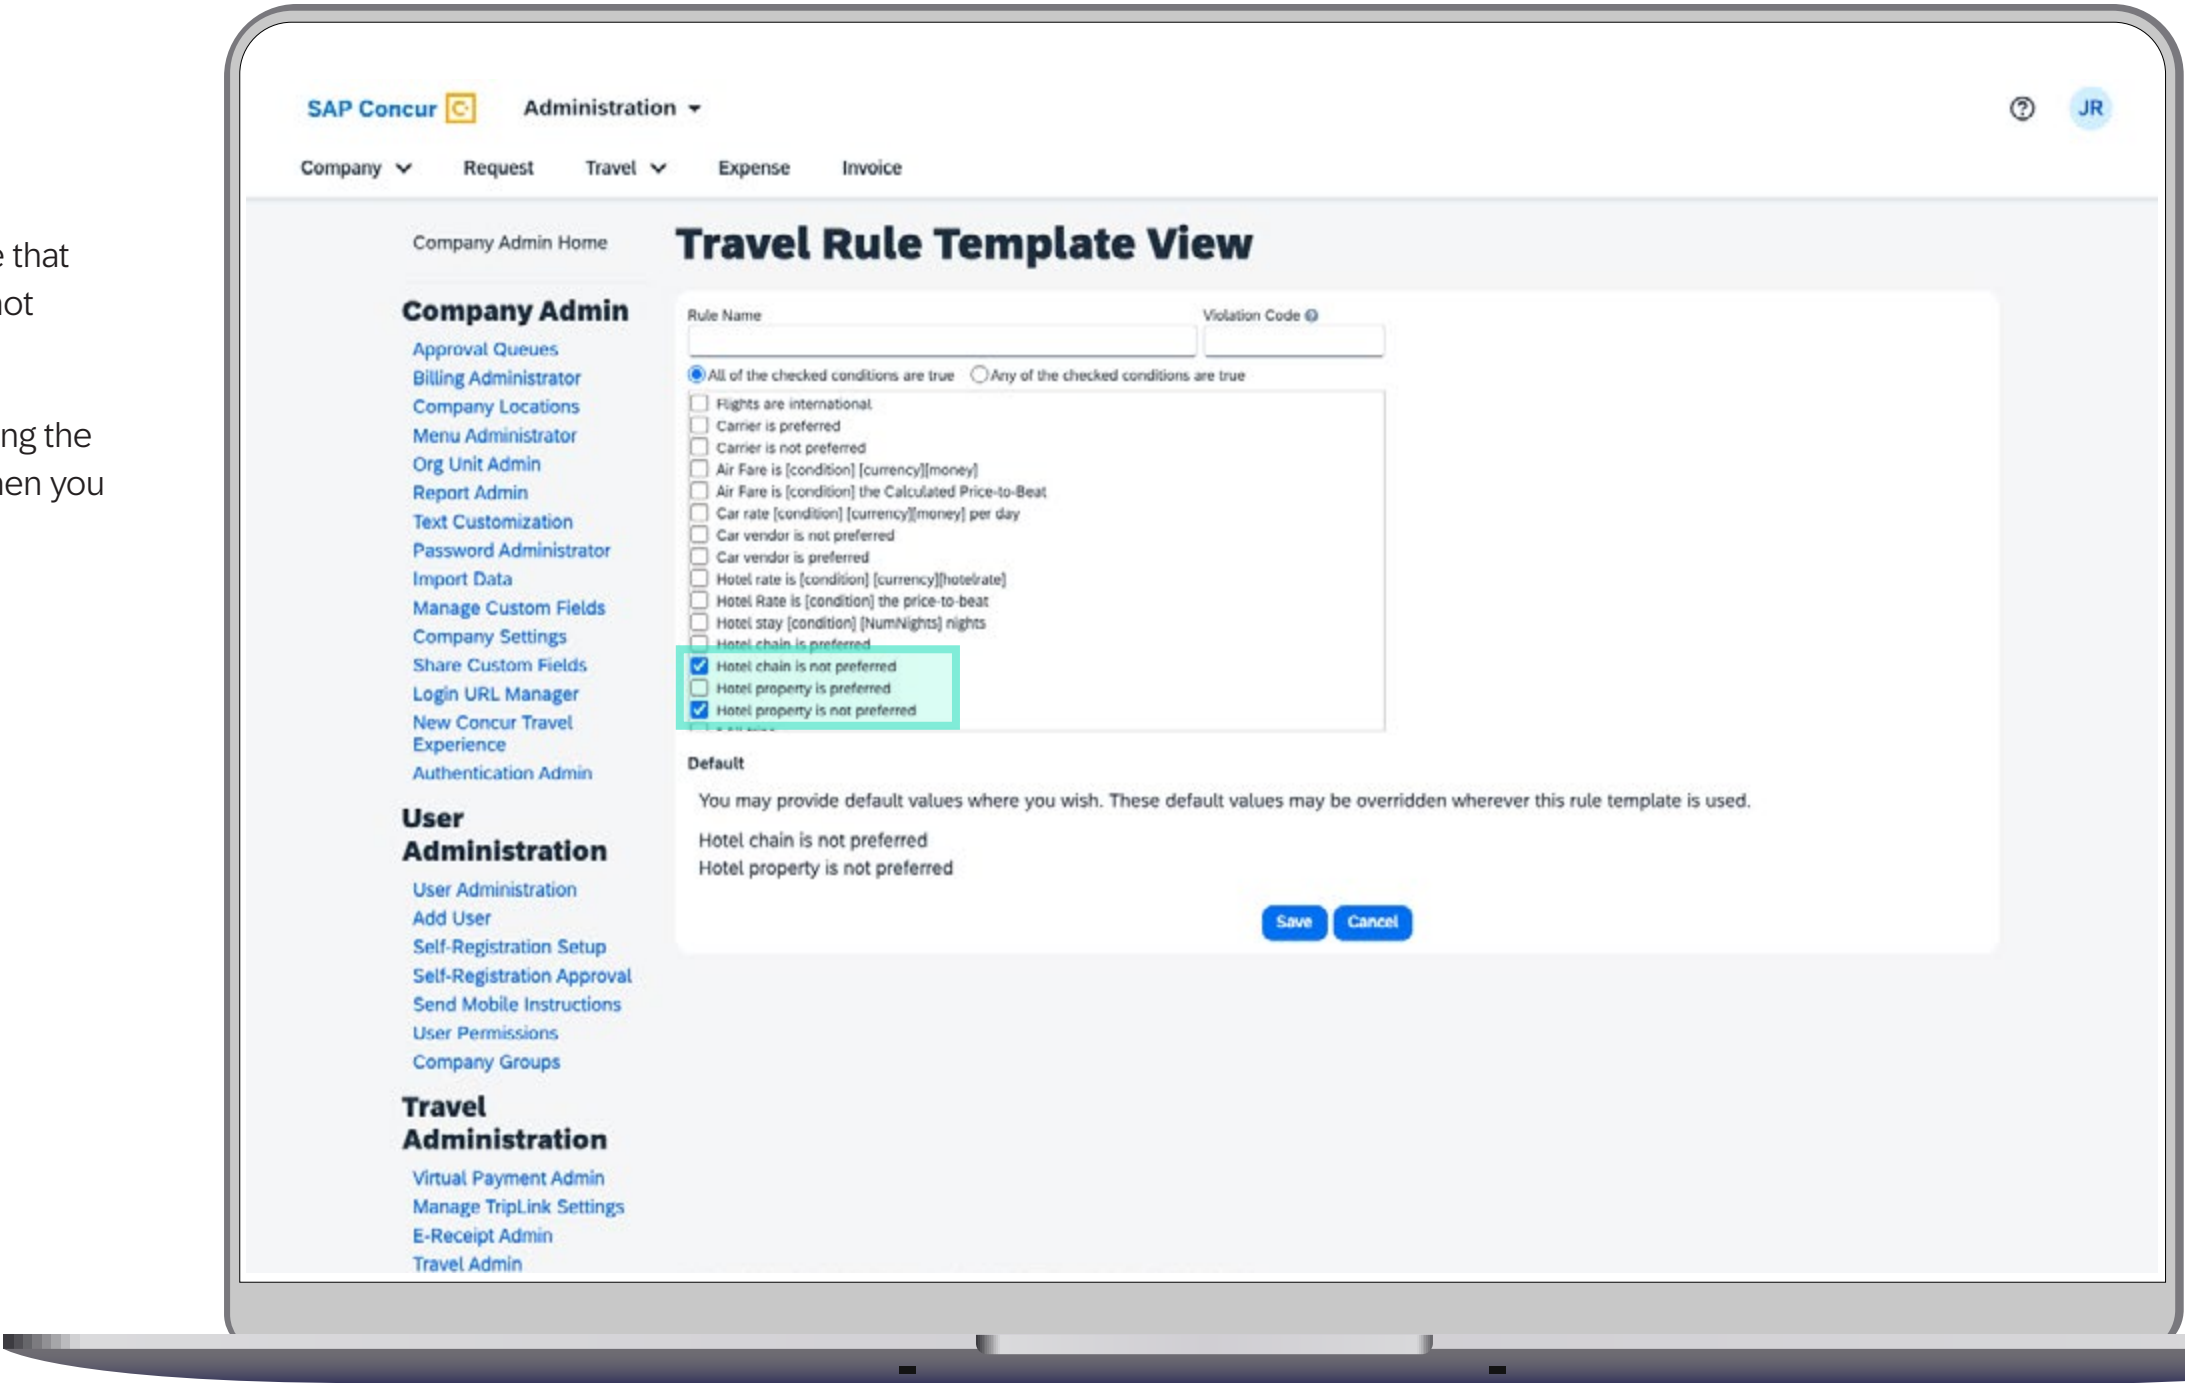 e that
not
ng the
hen you
SAP Concur C Administration
JR
Company Request Travel Expense Invoice
Company Admin Home
Company Admin
Approval Queues
Billing Administrator
Company Locations
Menu Administrator
Org Unit Admin
Report Admin
Text Customization
Password Administrator
Import Data
Manage Custom Fields
Company Settings
Share Custom Fields
Login URL Manager
New Concur Travel
Experience
Authentication Admin
User
Administration
User Administration
Add User
Self-Registration Setup
Self-Registration Approval
Send Mobile Instructions
User Permissions
Company Groups
Travel
Administration
Virtual Payment Admin
Manage TripLink Settings
E-Receipt Admin
Travel Admin
Travel Rule Template View
Rule Name Violation Code
All of the checked conditions are true Any of the checked conditions are true
Flights are international
Carrier is preferred
Carrier is not preferred
Air Fare is [condition] [currency][money]
Air Fare is [condition] the Calculated Price-to-Beat
Car rate [condition] [currency][money] per day
Car vendor is not preferred
Car vendor is preferred
Hotel rate is [condition] [currency][hotelrate]
Hotel Rate is [condition] the price-to-beat
Hotel stay [condition] [NumNights] nights
Hotel chain is preferred
Hotel chain is not preferred
Hotel property is preferred
Hotel property is not preferred
Default
You may provide default values where you wish. These default values may be overridden wherever this rule template is used.
Hotel chain is not preferred
Hotel property is not preferred
Save Cancel